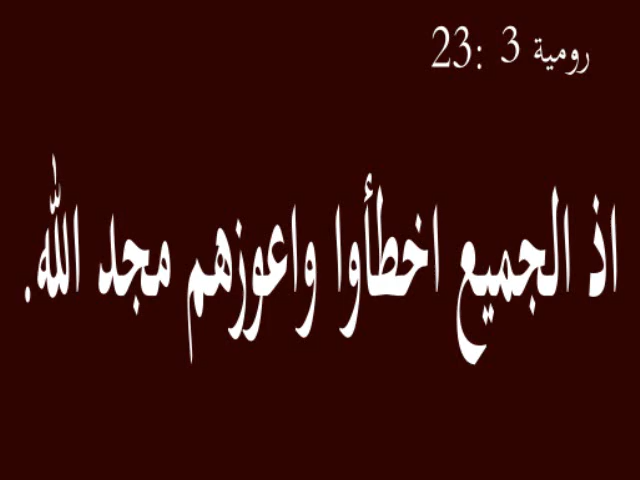 رومية 3 :23
اذ الجميع اخطأوا واعوزهم مجد الله.